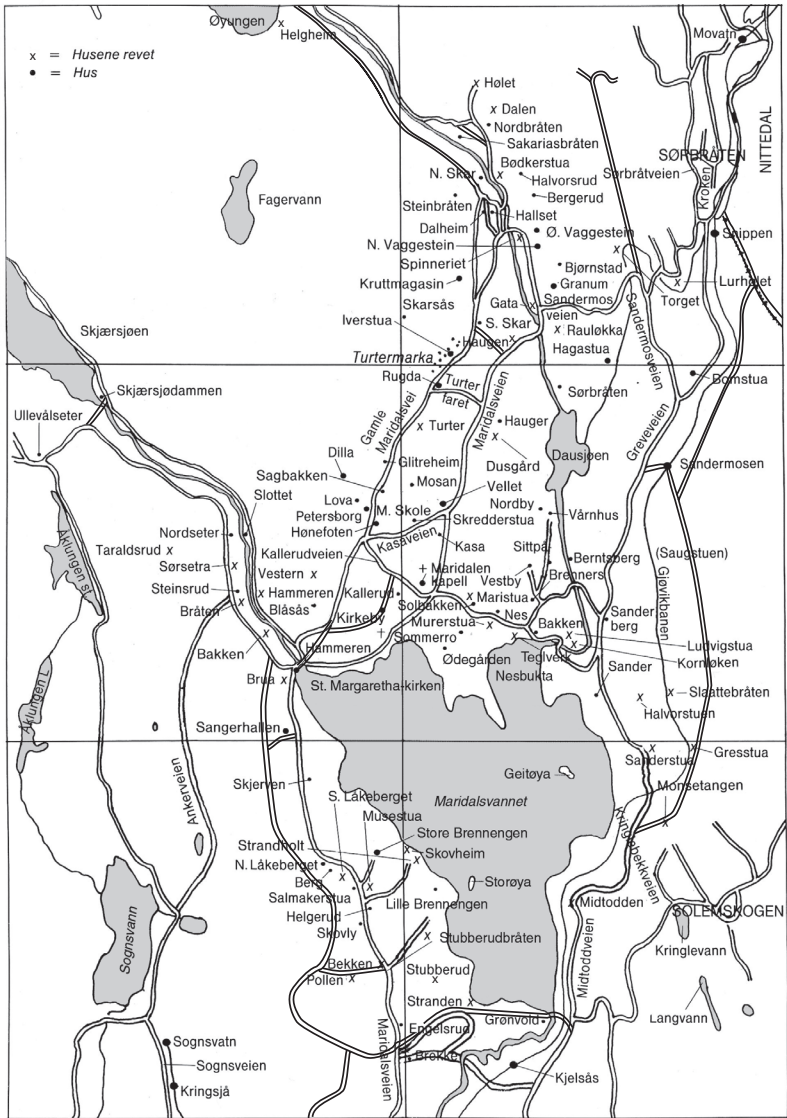 Øyungen
x
Helgheim
Movatn
x = Husene revet
• = Hus
x Hølet
x Dalen
Nordbråten
Sakariasbråten
NITTEDAL
SØRBRÅTEN
Bødkerstua
N. Skar
x
Halvorsrud
Sørbråtveien
Kroken
Fagervann
Bergerud
Steinbråten
Hallset
Dalheim
Ø. Vaggestein
Snippen
N. Vaggestein
x
x
Spinneriet
Bjørnstad
Kruttmagasin
Granum
x
Lurhølet
Torget
Skarsås
Gata x
Sandermos
veien
Sandermosveien
Iverstua
S. Skar
x Rauløkka
Skjærsjøen
Haugen x
Hagastua
Turtermarka
Rugda
Turter
faret
Bomstua
Skjærsjødammen
Sørbråten
Gamle
Maridalsvei
Maridalsveien
Ullevålseter
x Turter
Hauger
x
Dusgård
Greveveien
Dausjøen
Dilla
Glitreheim
Sandermosen
Sagbakken
Mosan
Slottet
Vellet
Lova
Nordby
Petersborg
M. Skole
Vårnhus
Åklungen st.
Nordseter
Hønefoten
Skredderstua
Kasaveien
Taraldsrud x
Kallerudveien
Kasa
Sittpå
(Saugstuen)
Sørsetra x
Vestern x
+ Maridalen
kapell
Berntsberg
Vestby
Brenners
Gjøvikbanen
Steinsrud
x Hammeren
Kallerud
x Maristua
Bråten x
Blåsås
Solbakken
Nes
Sander
berg
Kirkeby
Murerstua x
Bakken
x
Ludvigstua
x
+
Sommerro
x
x
Kornløken
Bakken
Hammeren
Teglverk
Ødegården
Nesbukta
Sander
Brua x
St. Margaretha-kirken
x Slaattebråten
x
Halvorstuen
Åklungen L
Sangerhallen
x
x
Gresstua
Sanderstua
Geitøya
Skjerven
Monsetangen
x
Ankerveien
S. Låkeberget
Maridalsvannet
Musestua
Kringlebekkveien
Store Brennengen
Strandholt
x
Skovheim
x
N. Låkeberget
Berg x
x
Storøya
Salmakerstua
Lille Brennengen
x Midtodden
SOLEMSKOGEN
Helgerud
Sognsvann
Skovly
x Stubberudbråten
Kringlevann
Bekken x
Stubberud
x
Pollen x
Midtoddveien
Stranden x
Langvann
Grønvold
Engelsrud
Sognsvatn
Maridalsveien
Brekke
Sognsveien
Kjelsås
Kringsjå